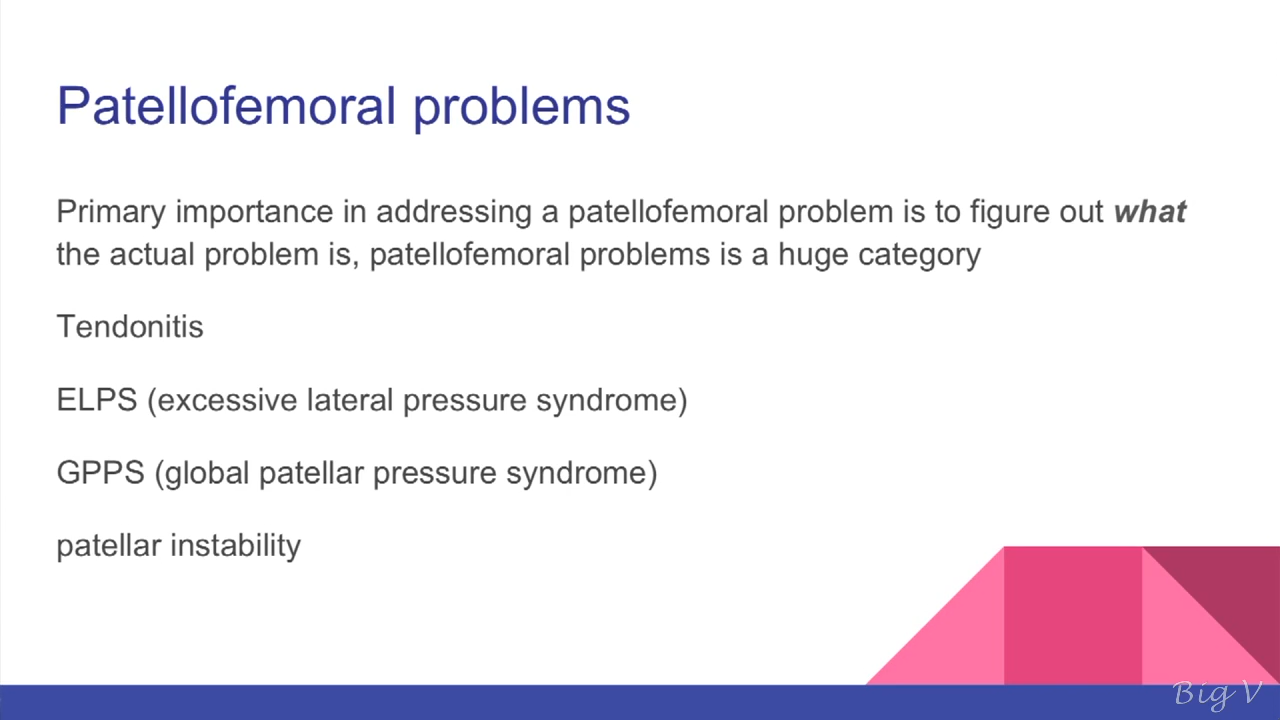 Patellofemoral problems
Primary importance in addressing a patellofemoral problem is to figure out what
the actual problem is, patellofemoral problems is a huge category
Tendonitis
ELPS (excessive lateral pressure syndrome)
GPPS (global patellar pressure syndrome)
patellar instability
Big V